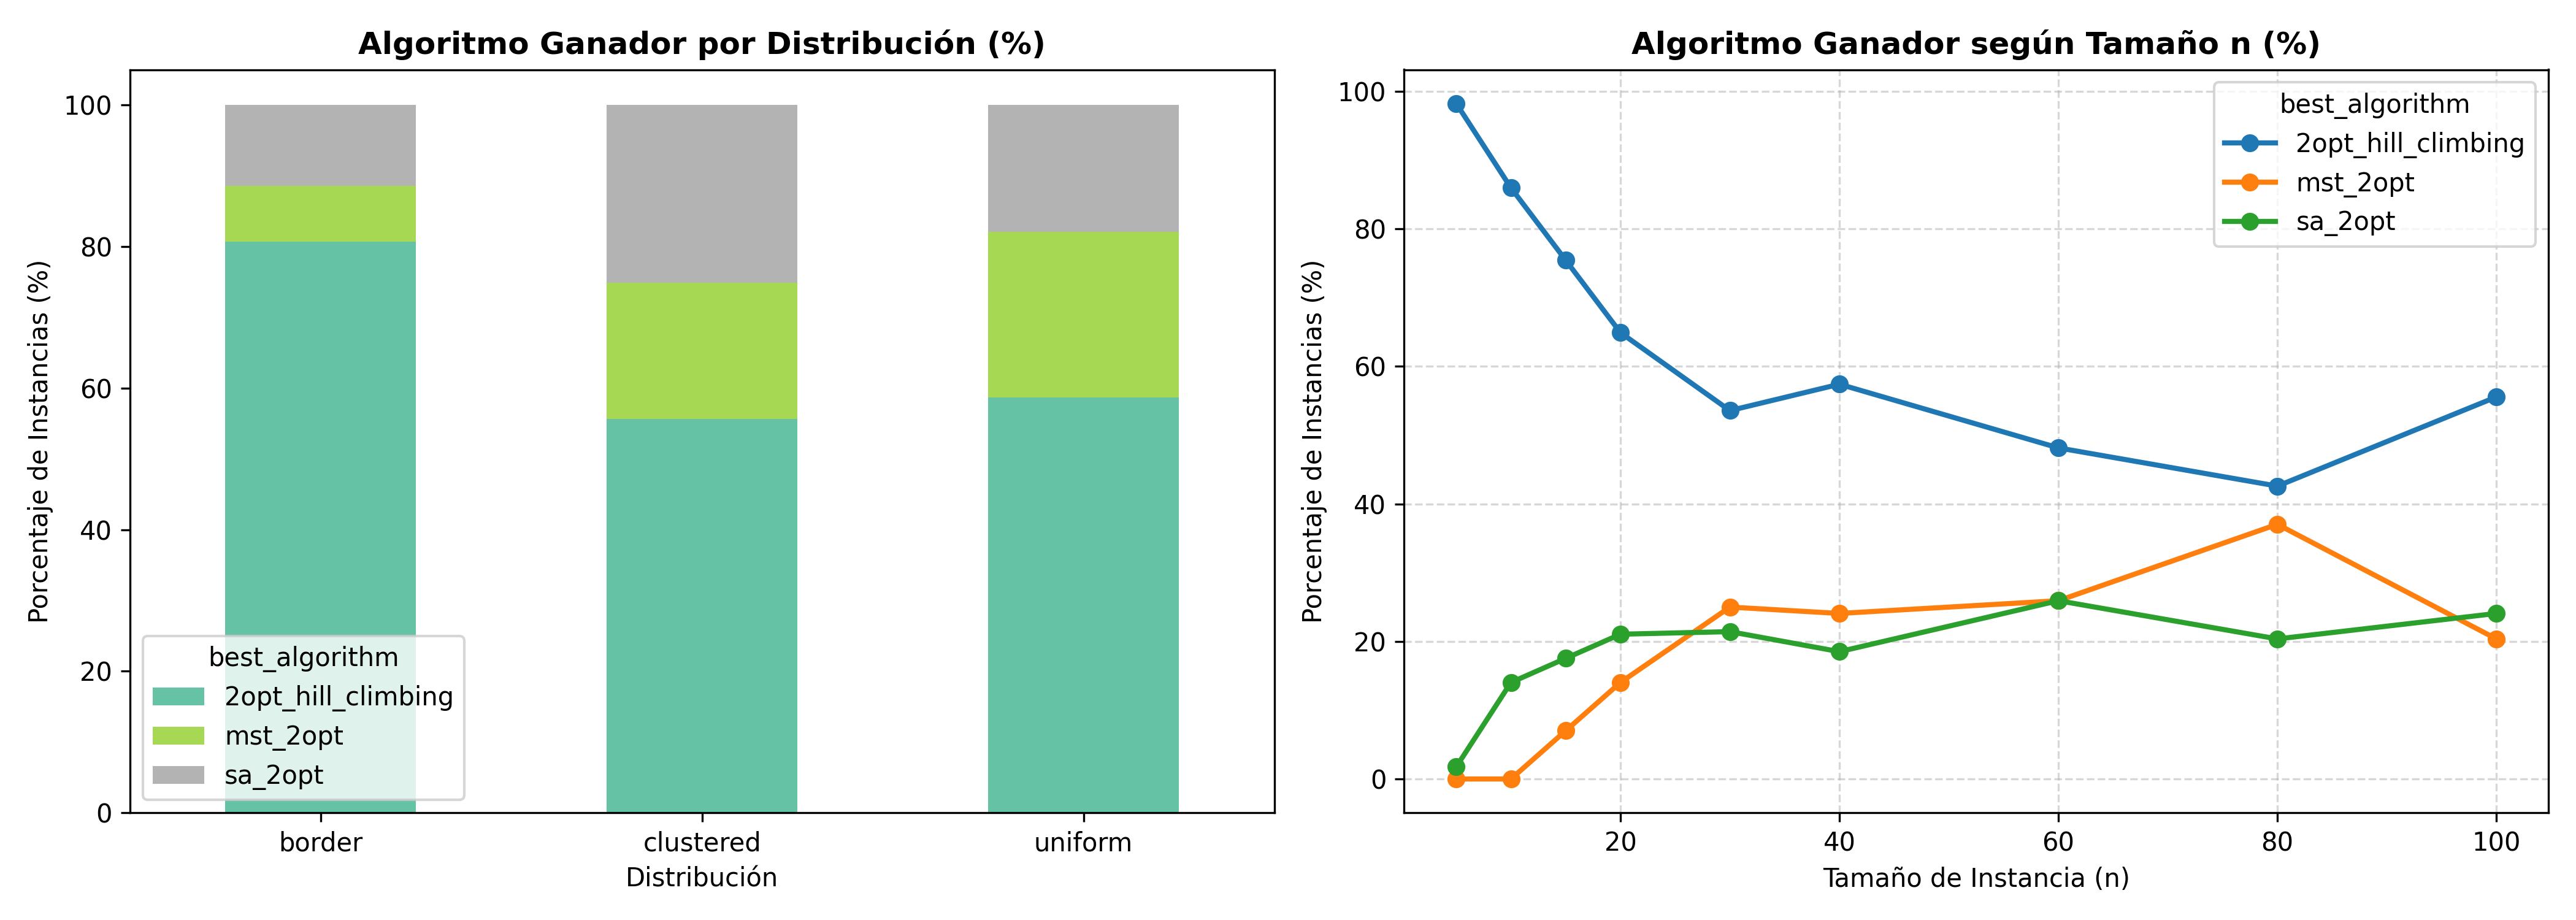 Algoritmo Ganador por Distribución (%)
Porcentaje de Instancias (%)
100
80
60
40
20
0
best_algorithm
2opt_hill_climbing
mst_2opt
sa_2opt
border
clustered
uniform
Distribución
Algoritmo Ganador según Tamaño n (%)
Porcentaje de Instancias (%)
100
80
60
40
20
0
best_algorithm
2opt_hill_climbing
mst_2opt
sa_2opt
20
40
60
80
100
Tamaño de Instancia (n)